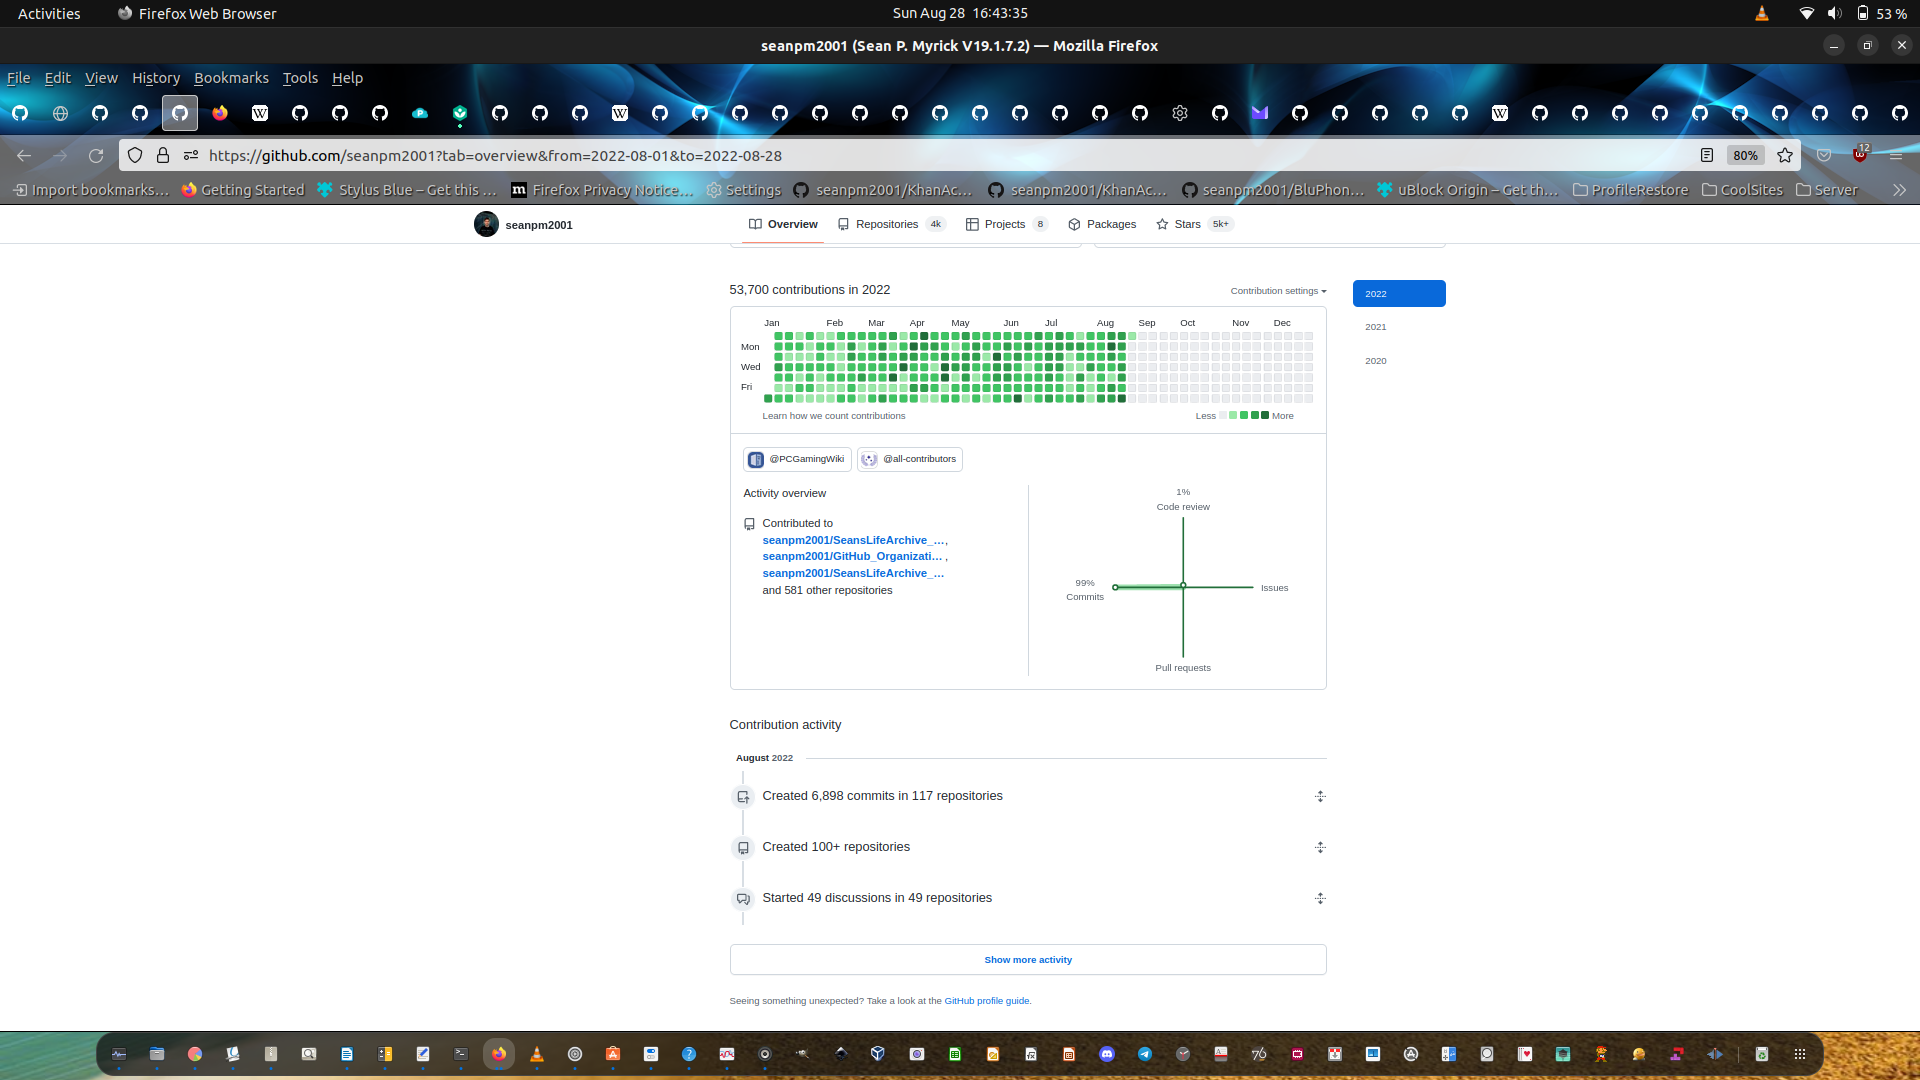 Activities
Firefox Web Browser
Sun Aug 28 16:43:35
53 %
seanpm2001 (Sean P. Myrick V19.1.7.2) — Mozilla Firefox
File Edit View History Bookmarks Tools Help
https://github.com/seanpm2001?tab=overview&from=2022-08-01&to=2022-08-28
80%
12
Import bookmarks…
Getting Started
Stylus Blue – Get this …
Firefox Privacy Notice…
Settings
seanpm2001/KhanAc…
seanpm2001/KhanAc…
seanpm2001/BluPhon…
uBlock Origin – Get th…
ProfileRestore
CoolSites
Server
seanpm2001
Overview
Repositories 4k
Projects 8
Packages
Stars 5k+
53,700 contributions in 2022
Contribution settings
2022
2021
2020
Jan Feb Mar Apr May Jun Jul Aug Sep Oct Nov Dec
Mon
Wed
Fri
Learn how we count contributions
Less More
@PCGamingWiki
@all-contributors
Activity overview
Contributed to
seanpm2001/SeansLifeArchive_…,
seanpm2001/GitHub_Organizati… ,
seanpm2001/SeansLifeArchive_…
and 581 other repositories
1%
Code review
99%
Commits
Issues
Pull requests
Contribution activity
August 2022
Created 6,898 commits in 117 repositories
Created 100+ repositories
Started 49 discussions in 49 repositories
Show more activity
Seeing something unexpected? Take a look at the GitHub profile guide.